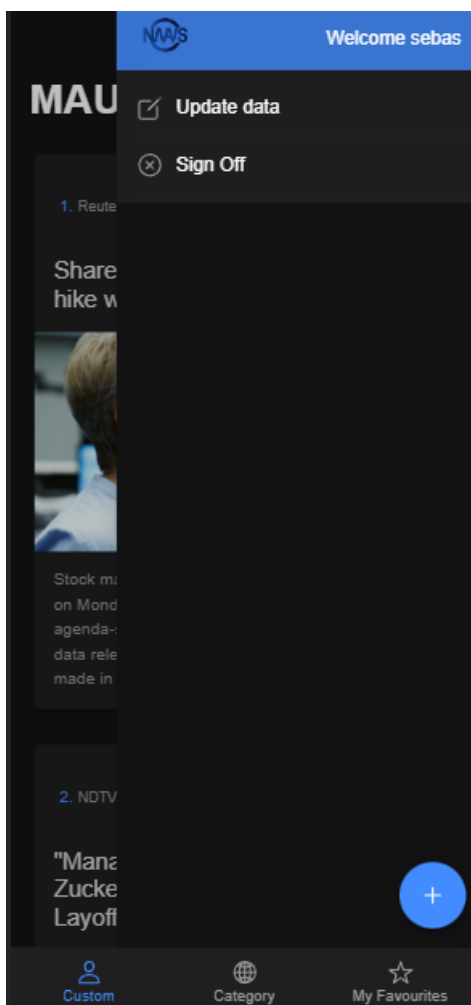 Welcome sebas
MAU
Update data
Sign Off
1. Reute
Share
hike w
Stock ma
on Mond
agenda-
data rele
made in
2. NDTV
"Mana
Zucke
Layoff
+
Custom
Category
My Favourites